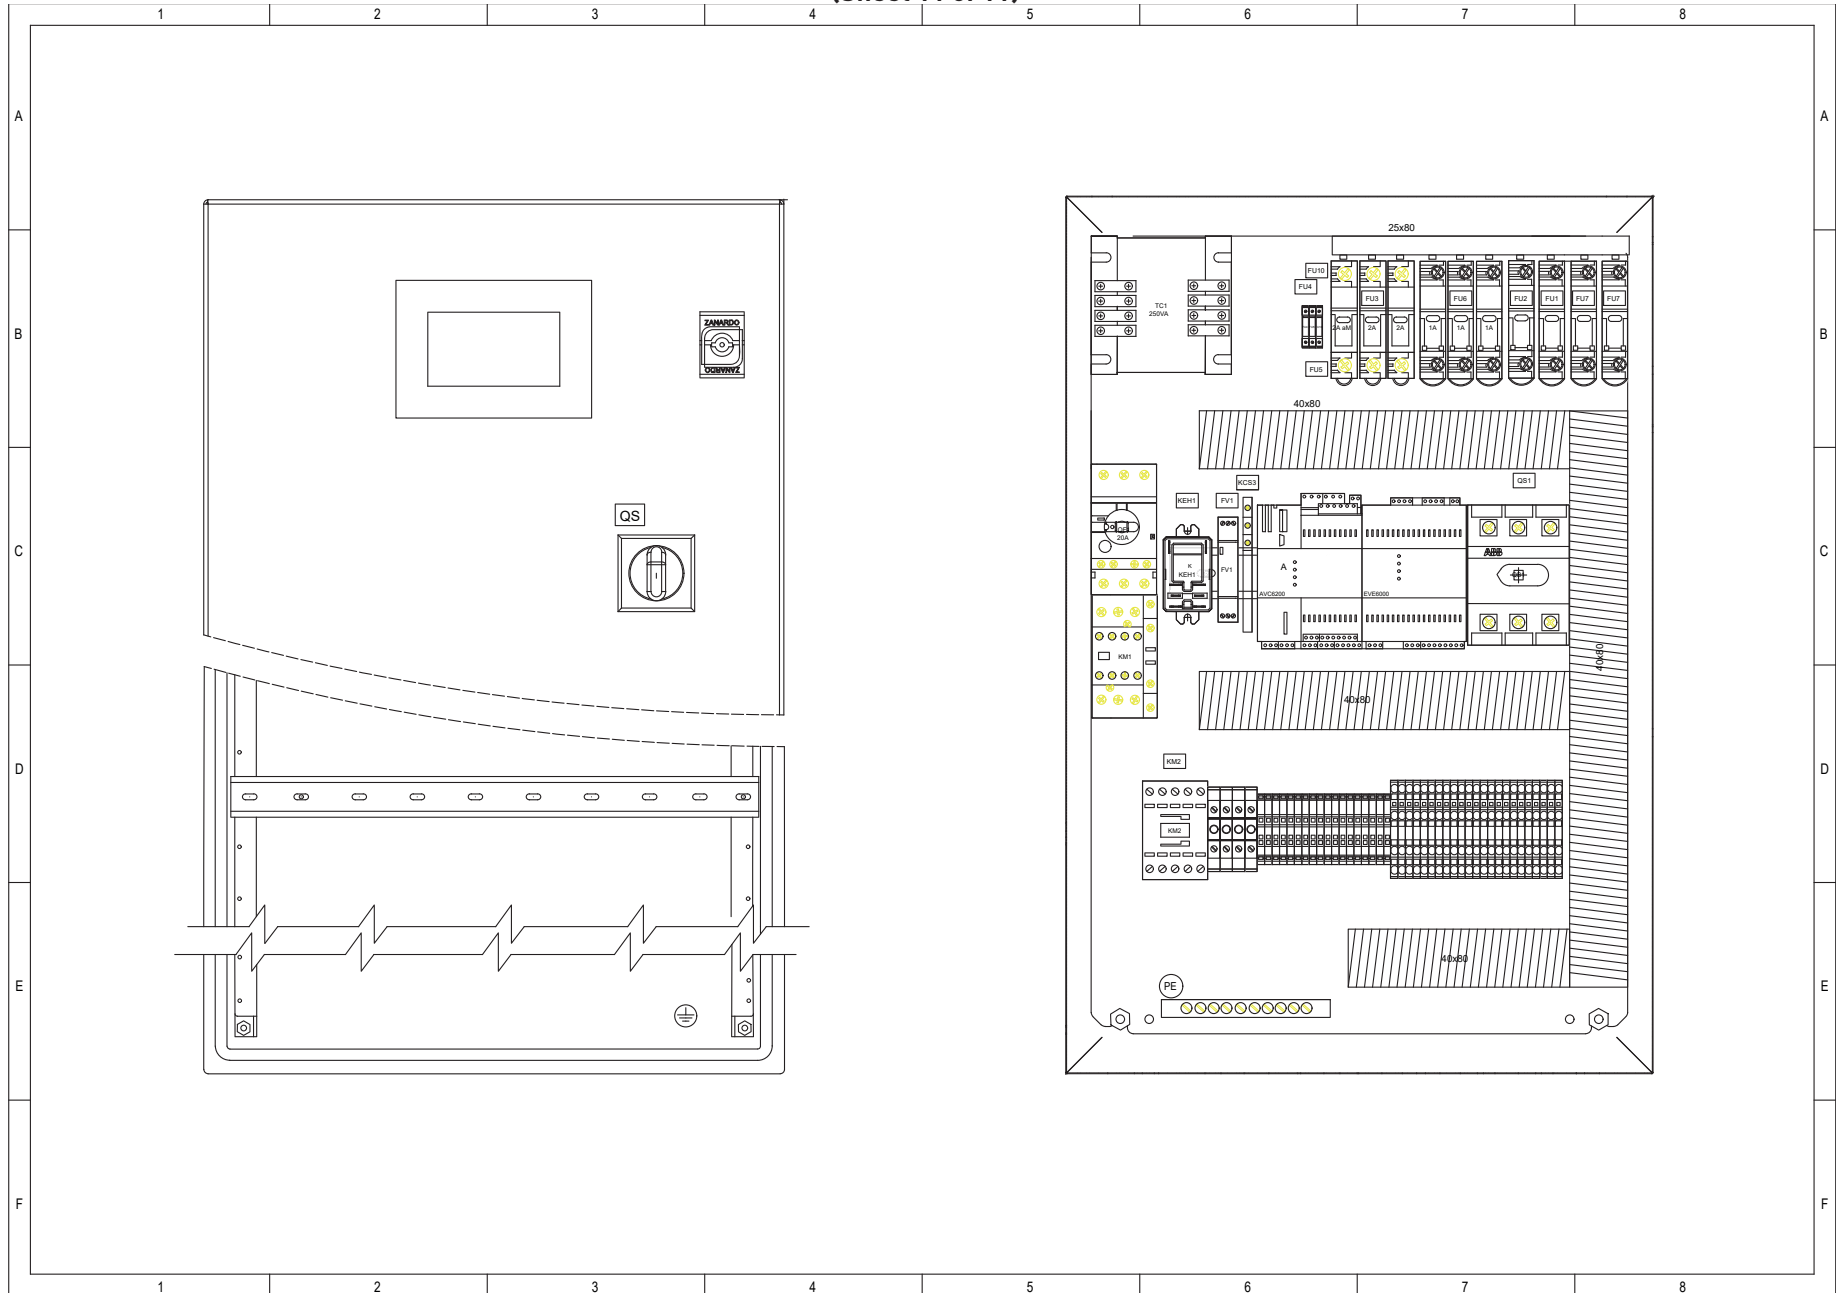 1 2 3 4 5 6 7 8
A A
25x80
FU10
FU4
FU3 FU6 FU2 FU1 FU7 FU7
TC1
250VA
ZANARDO
2A aM 2A 2A 1A 1A 1A
B B
ZANARDO
FU5
40x80
KCS3
QS1
KEH1 FV1
QS
20A
ABB
C C
K
KEH1
FV1
A
AVC6200 EVE6000
KM1
40x80
40x80
KM2
D D
KM2
40x80
E E
PE
F F
1 2 3 4 5 6 7 8